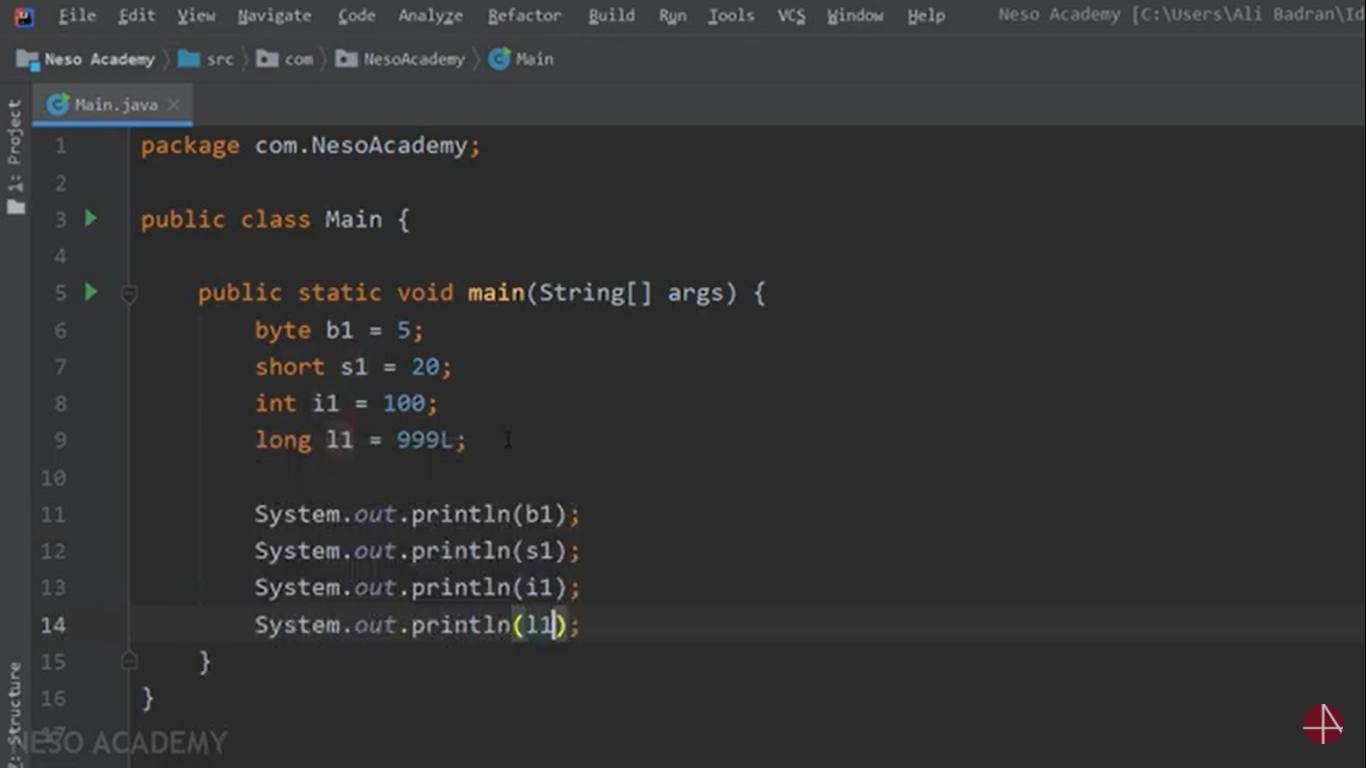 File Edit View Navigate Code Analyze Refactor Build Run Tools VCS Window Help Neso Academy [C:\Users\Ali Badran\Id
Neso Academy src com NesoAcademy Main
Main.java
1: Project
1 package com.NesoAcademy;
2
3 public class Main {
4
5 public static void main(String[] args) {
6 byte b1 = 5;
7 short s1 = 20;
8 int i1 = 100;
9 long l1 = 999L;
10
11 System.out.println(b1);
12 System.out.println(s1);
13 System.out.println(i1);
14 System.out.println(l1);
15 }
16 }
17
Structure
NESO ACADEMY